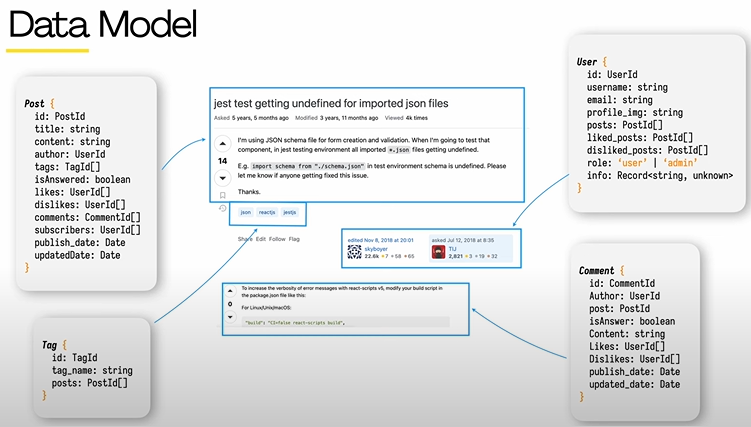 Data Model
Post {
id: PostId
title: string
content: string
author: UserId
tags: TagId[]
isAnswered: boolean
likes: UserId[]
dislikes: UserId[]
comments: CommentId[]
subscribers: UserId[]
publish_date: Date
updatedDate: Date
}
Tag {
id: TagId
tag_name: string
posts: PostId[]
}
jest test getting undefined for imported json files
Asked 5 years, 5 months ago Modified 3 years, 11 months ago Viewed 4k times
14
I'm using JSON schema file for form creation and validation. When I'm going to test that
component, in jest testing environment all imported *.json files getting undefined.
E.g. import schema from "./schema.json" in test environment schema is undefined. Please
let me know if anyone getting fixed this issue.
Thanks.
json reactjs jestjs
Share Edit Follow Flag
edited Nov 8, 2018 at 20:01
skyboyer
22.6k 7 58 65
asked Jul 12, 2018 at 8:35
TIJ
2,821 3 19 32
0
To increase the verbosity of error messages with react-scripts v5, modify your build script in
the package.json file like this:
For Linux/Unix/macOS:
"build": "CI=false react-scripts build",
User {
id: UserId
username: string
email: string
profile_img: string
posts: PostId[]
liked_posts: PostId[]
disliked_posts: PostId[]
role: ‘user’ | ‘admin’
info: Record<string, unknown>
}
Comment {
id: CommentId
Author: UserId
post: PostId
isAnswer: boolean
Content: string
Likes: UserId[]
Dislikes: UserId[]
publish_date: Date
updated_date: Date
}